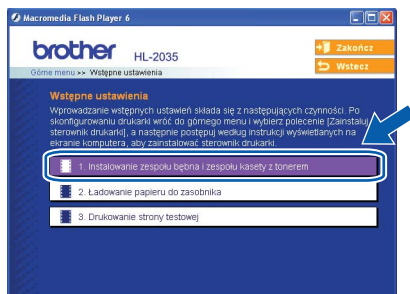 Macromedia Flash Player 6
brother HL-2035
Zakończ
Wstecz
Górne menu >> Wstępne ustawienia
Wstępne ustawienia
Wprowadzanie wstępnych ustawień składa się z następujących czynności. Po
skonfigurowaniu drukarki wróć do górnego menu i wybierz polecenie [Zainstaluj
sterownik drukarki], a następnie postępuj według instrukcji wyświetlanych na
ekranie komputera, aby zainstalować sterownik drukarki.
1. Instalowanie zespołu bębna i zespołu kasety z tonerem
2. Ładowanie papieru do zasobnika
3. Drukowanie strony testowej